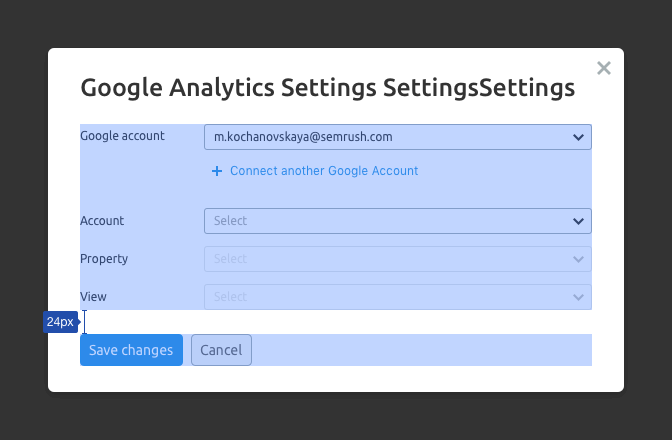 Google Analytics Settings SettingsSettings
Google account
m.kochanovskaya@semrush.com
+ Connect another Google Account
Account
Select
Property
Select
View
Select
24px
Save changes
Cancel